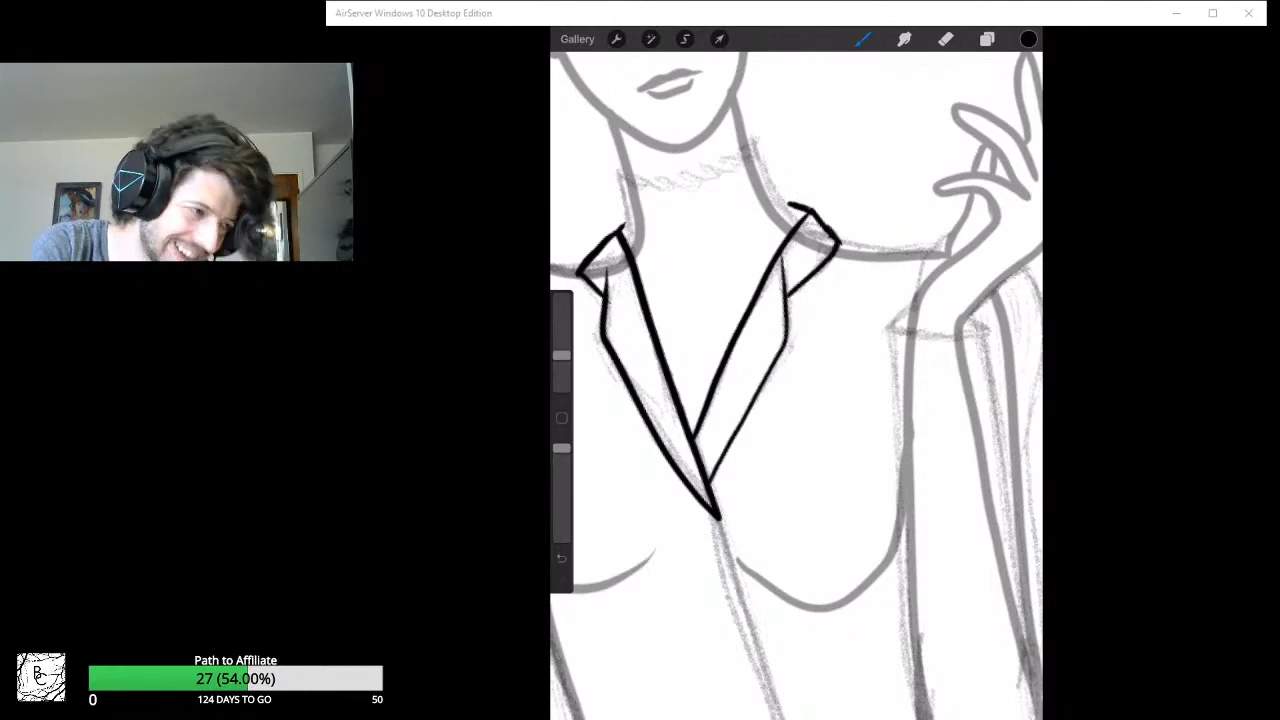 AirServer Windows 10 Desktop Edition
Gallery
Path to Affiliate
27 (54.00%)
0
124 DAYS TO GO
50